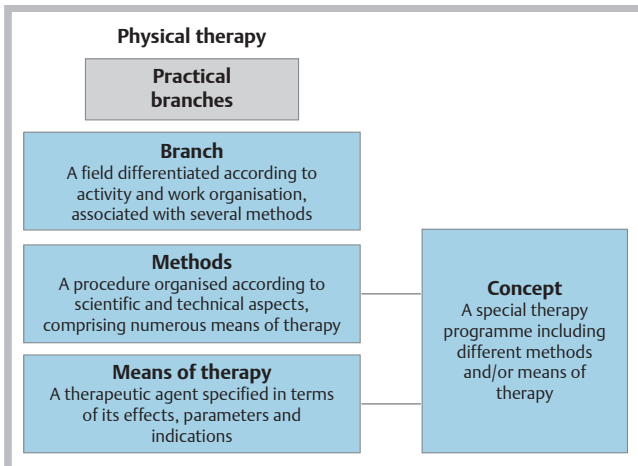 Physical therapy
Practical
branches
Branch
A field differentiated according to
activity and work organisation,
associated with several methods
Methods
A procedure organised according to
scientific and technical aspects,
comprising numerous means of therapy
Means of therapy
A therapeutic agent specified in terms
of its effects, parameters and
indications
Concept
A special therapy
programme including
different methods
and/or means of
therapy